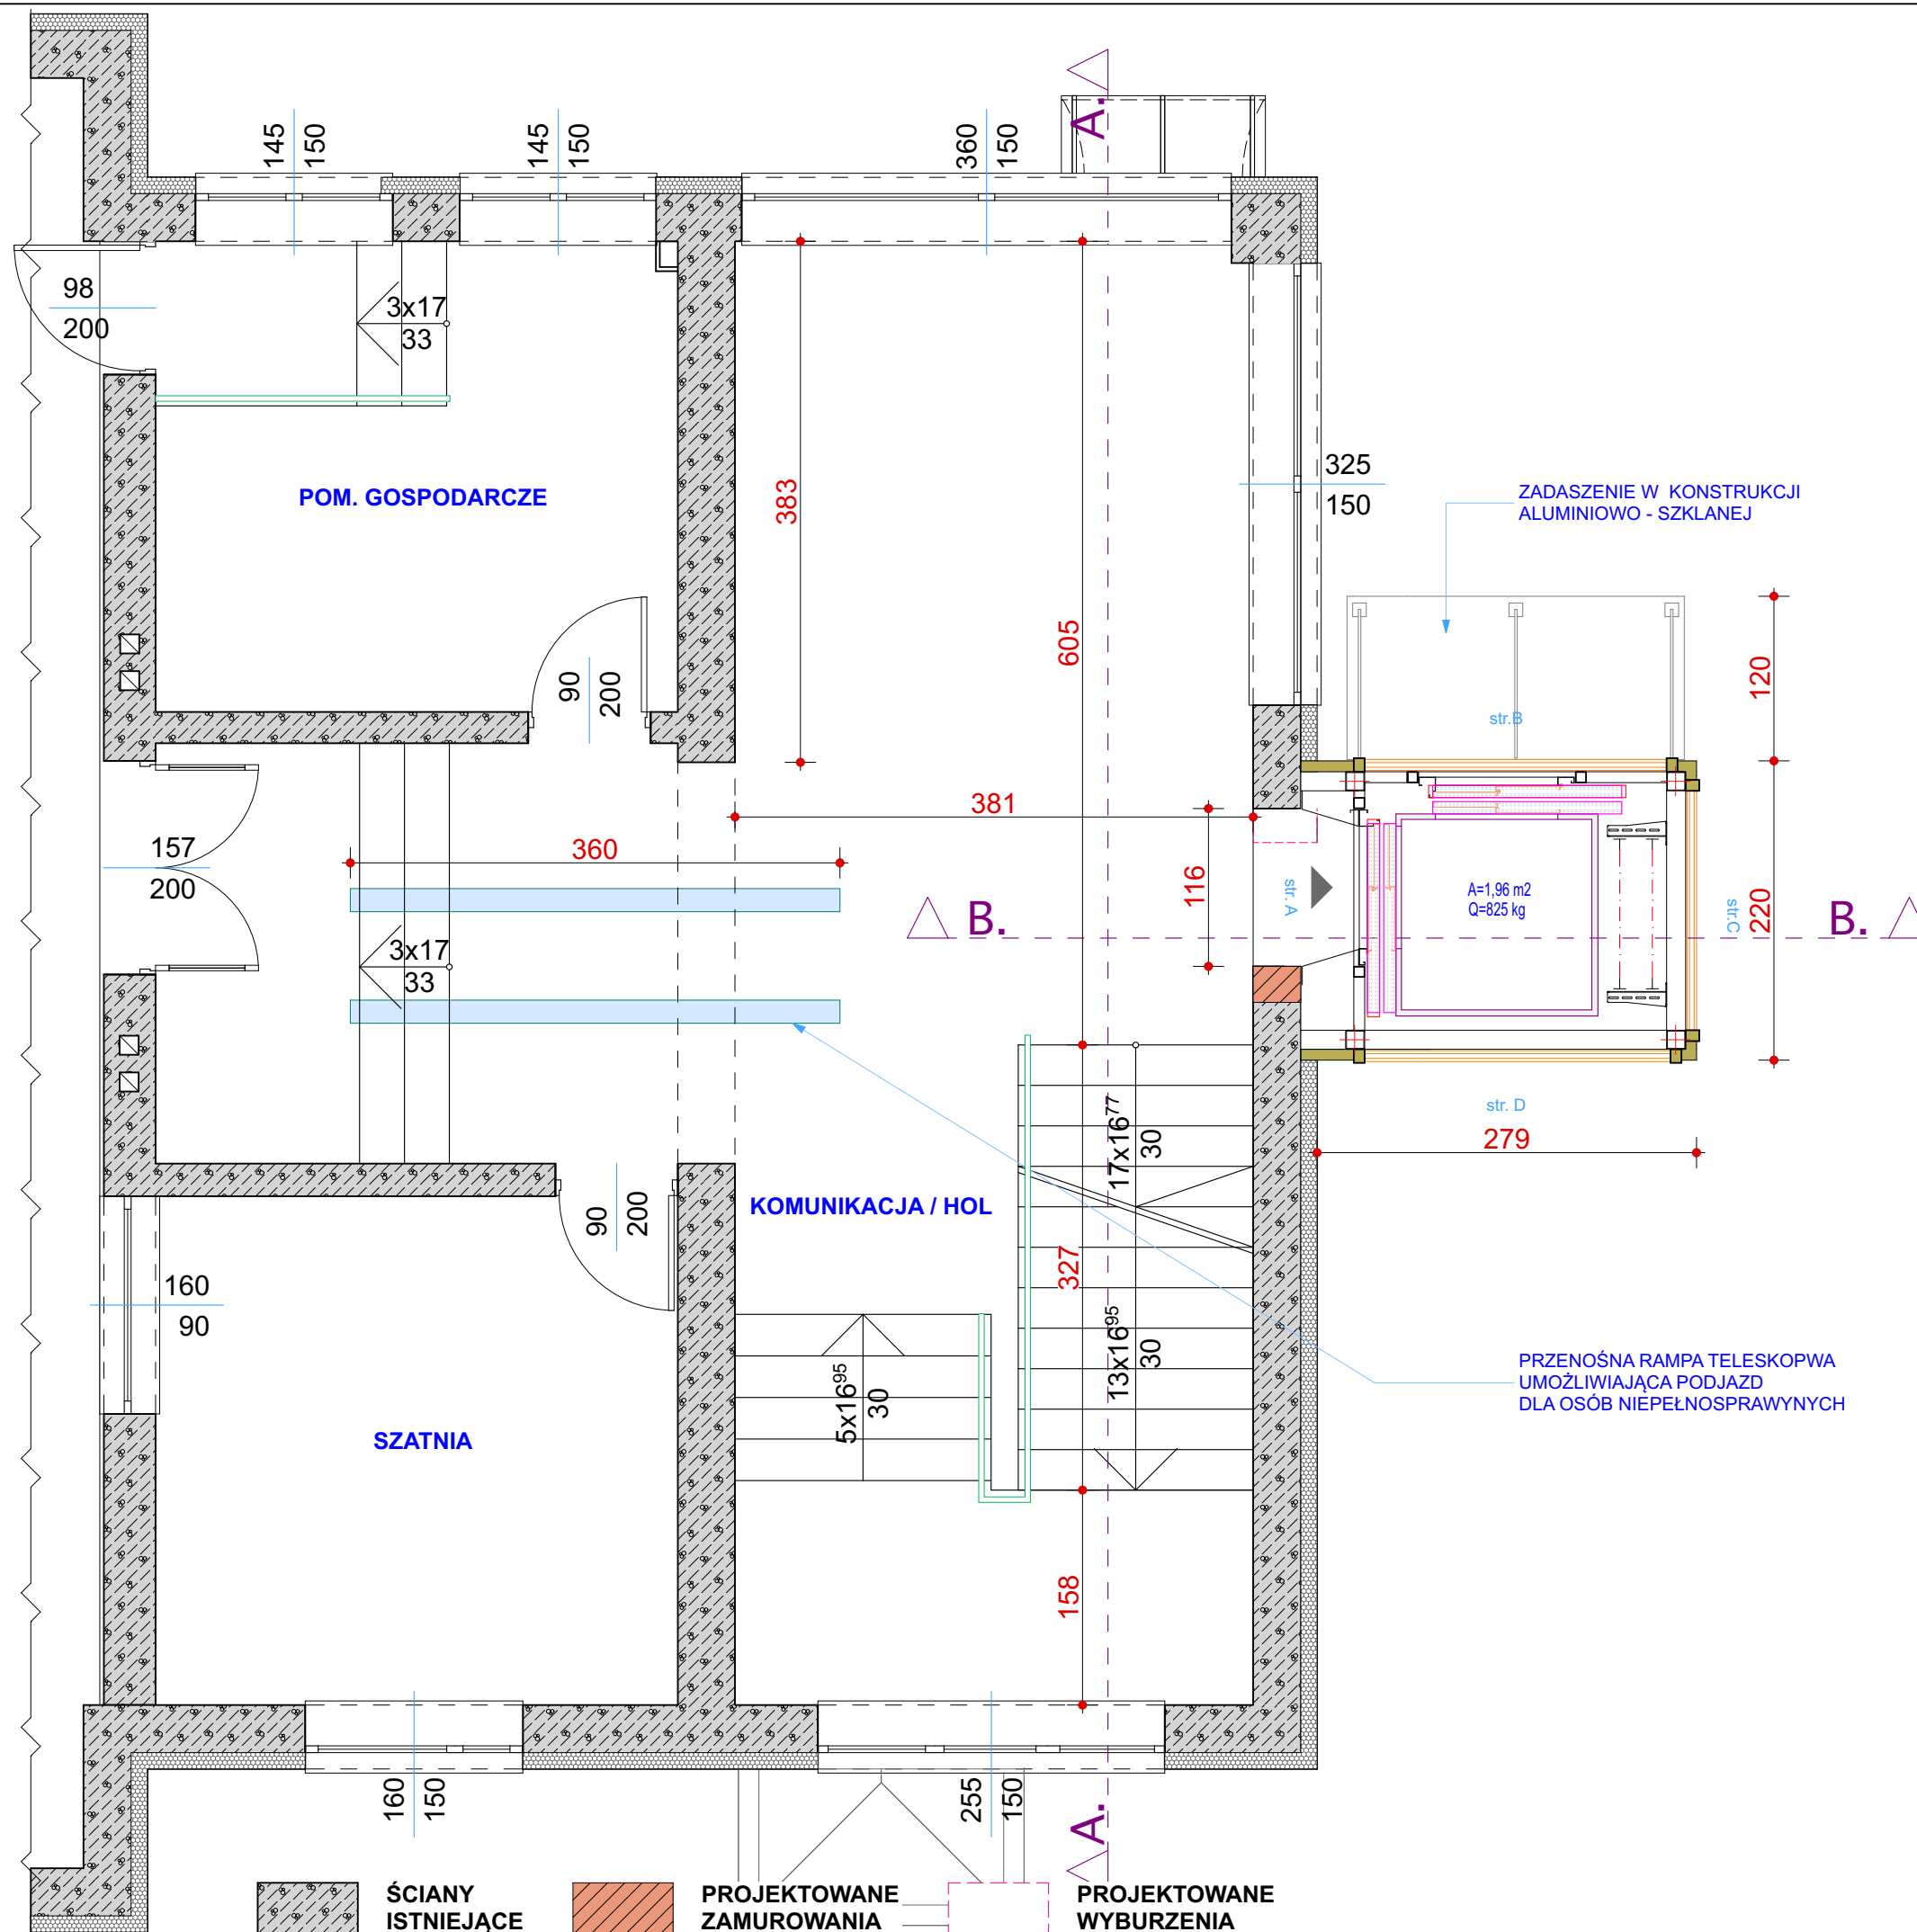 A.
145
150
145
150
360
150
98
200
3x17
33
POM. GOSPODARCZE
383
605
325
150
ZADASZENIE W KONSTRUKCJI
ALUMINIOWO - SZKLANEJ
90
200
str.B
120
381
157
200
360
116
str. A
A=1,96 m2
Q=825 kg
str.C
220
B.
B.
3x17
33
str. D
279
17x16⁷⁷
30
90
200
KOMUNIKACJA / HOL
327
160
90
13x16⁹⁵
30
5x16⁹⁵
30
PRZENOŚNA RAMPA TELESKOPWA
UMOŻLIWIAJĄCA PODJAZD
DLA OSÓB NIEPEŁNOSPRAWYNYCH
SZATNIA
158
160
150
255
150
A.
ŚCIANY
ISTNIEJĄCE
PROJEKTOWANE
ZAMUROWANIA
PROJEKTOWANE
WYBURZENIA